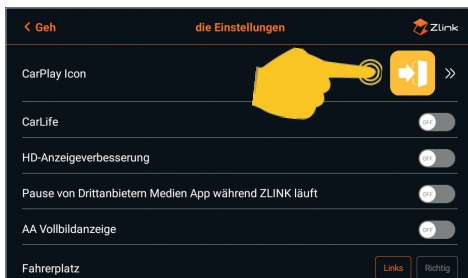 < Geh
die Einstellungen
Zlink
CarPlay Icon
»
CarLife
OFF
HD-Anzeigeverbesserung
OFF
Pause von Drittanbietern Medien App während ZLINK läuft
OFF
AA Vollbildanzeige
OFF
Fahrerplatz
Links
Richtig